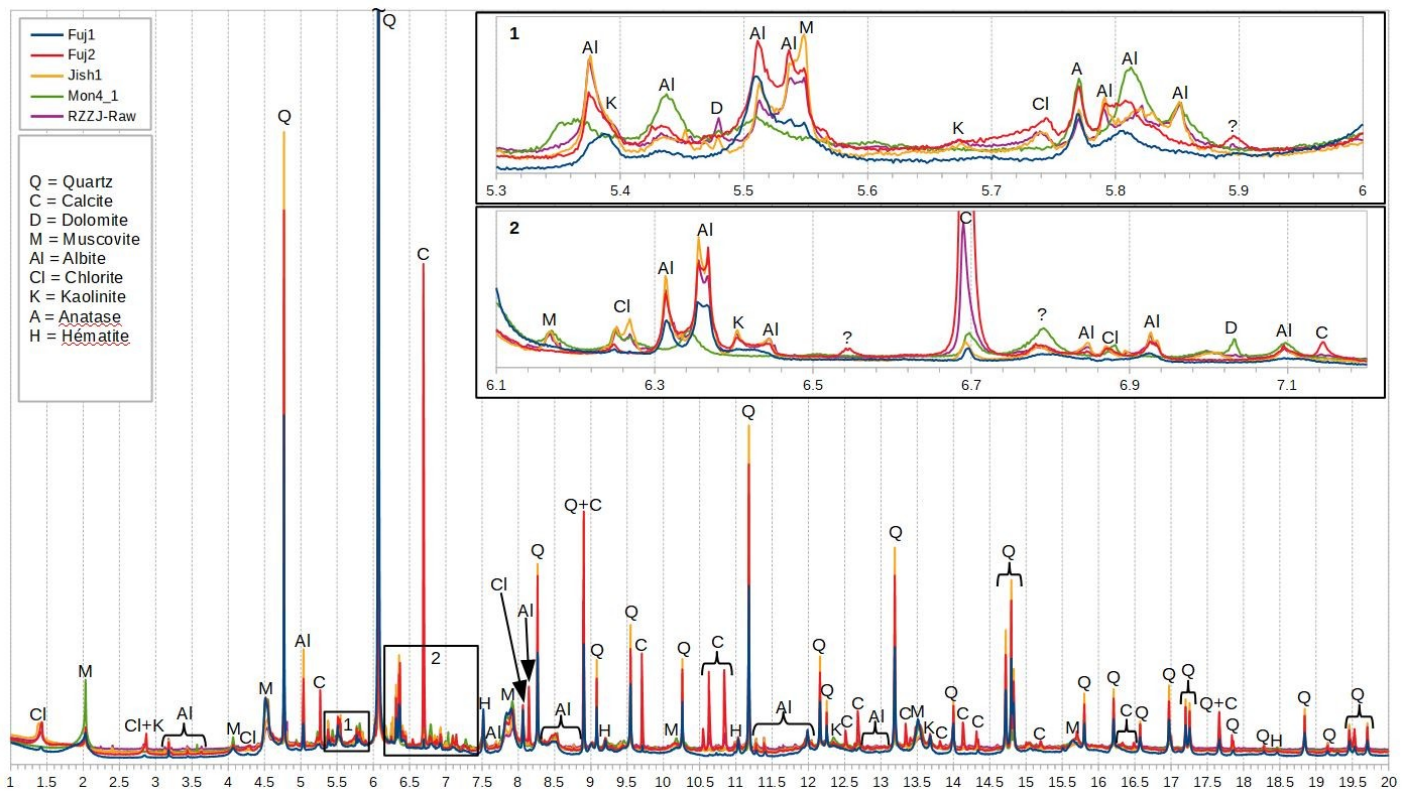 Fuj1
Fuj2
Jish1
Mon4_1
RZZJ-Raw
Q = Quartz
C = Calcite
D = Dolomite
M = Muscovite
Al = Albite
Cl = Chlorite
K = Kaolinite
A = Anatase
H = Hématite
Q
Q
C
1
Al
K
Al
D
Al
Al
M
K
Cl
A
Al
Al
Al
?
5.3 5.4 5.5 5.6 5.7 5.8 5.9 6
2
M
Cl
Al
Al
K
Al
?
C
?
Al
Cl
Al
D
Al
C
6.1 6.3 6.5 6.7 6.9 7.1
Cl
M
Cl+K
Al
M
Cl
M
Al
C
1
2
H
Al
M
Cl
Al
Q
Al
Q+C
Q
H
Q
C
M
Q
C
H
Q
Al
Q
Q
K
C
C
Al
Q
C
M
K
C
Q
C
C
Q
C
M
Q
Q
C
Q
Q
Q
Q+C
Q
Q
H
Q
Q
Q
1 1.5 2 2.5 3 3.5 4 4.5 5 5.5 6 6.5 7 7.5 8 8.5 9 9.5 10 10.5 11 11.5 12 12.5 13 13.5 14 14.5 15 15.5 16 16.5 17 17.5 18 18.5 19 19.5 20